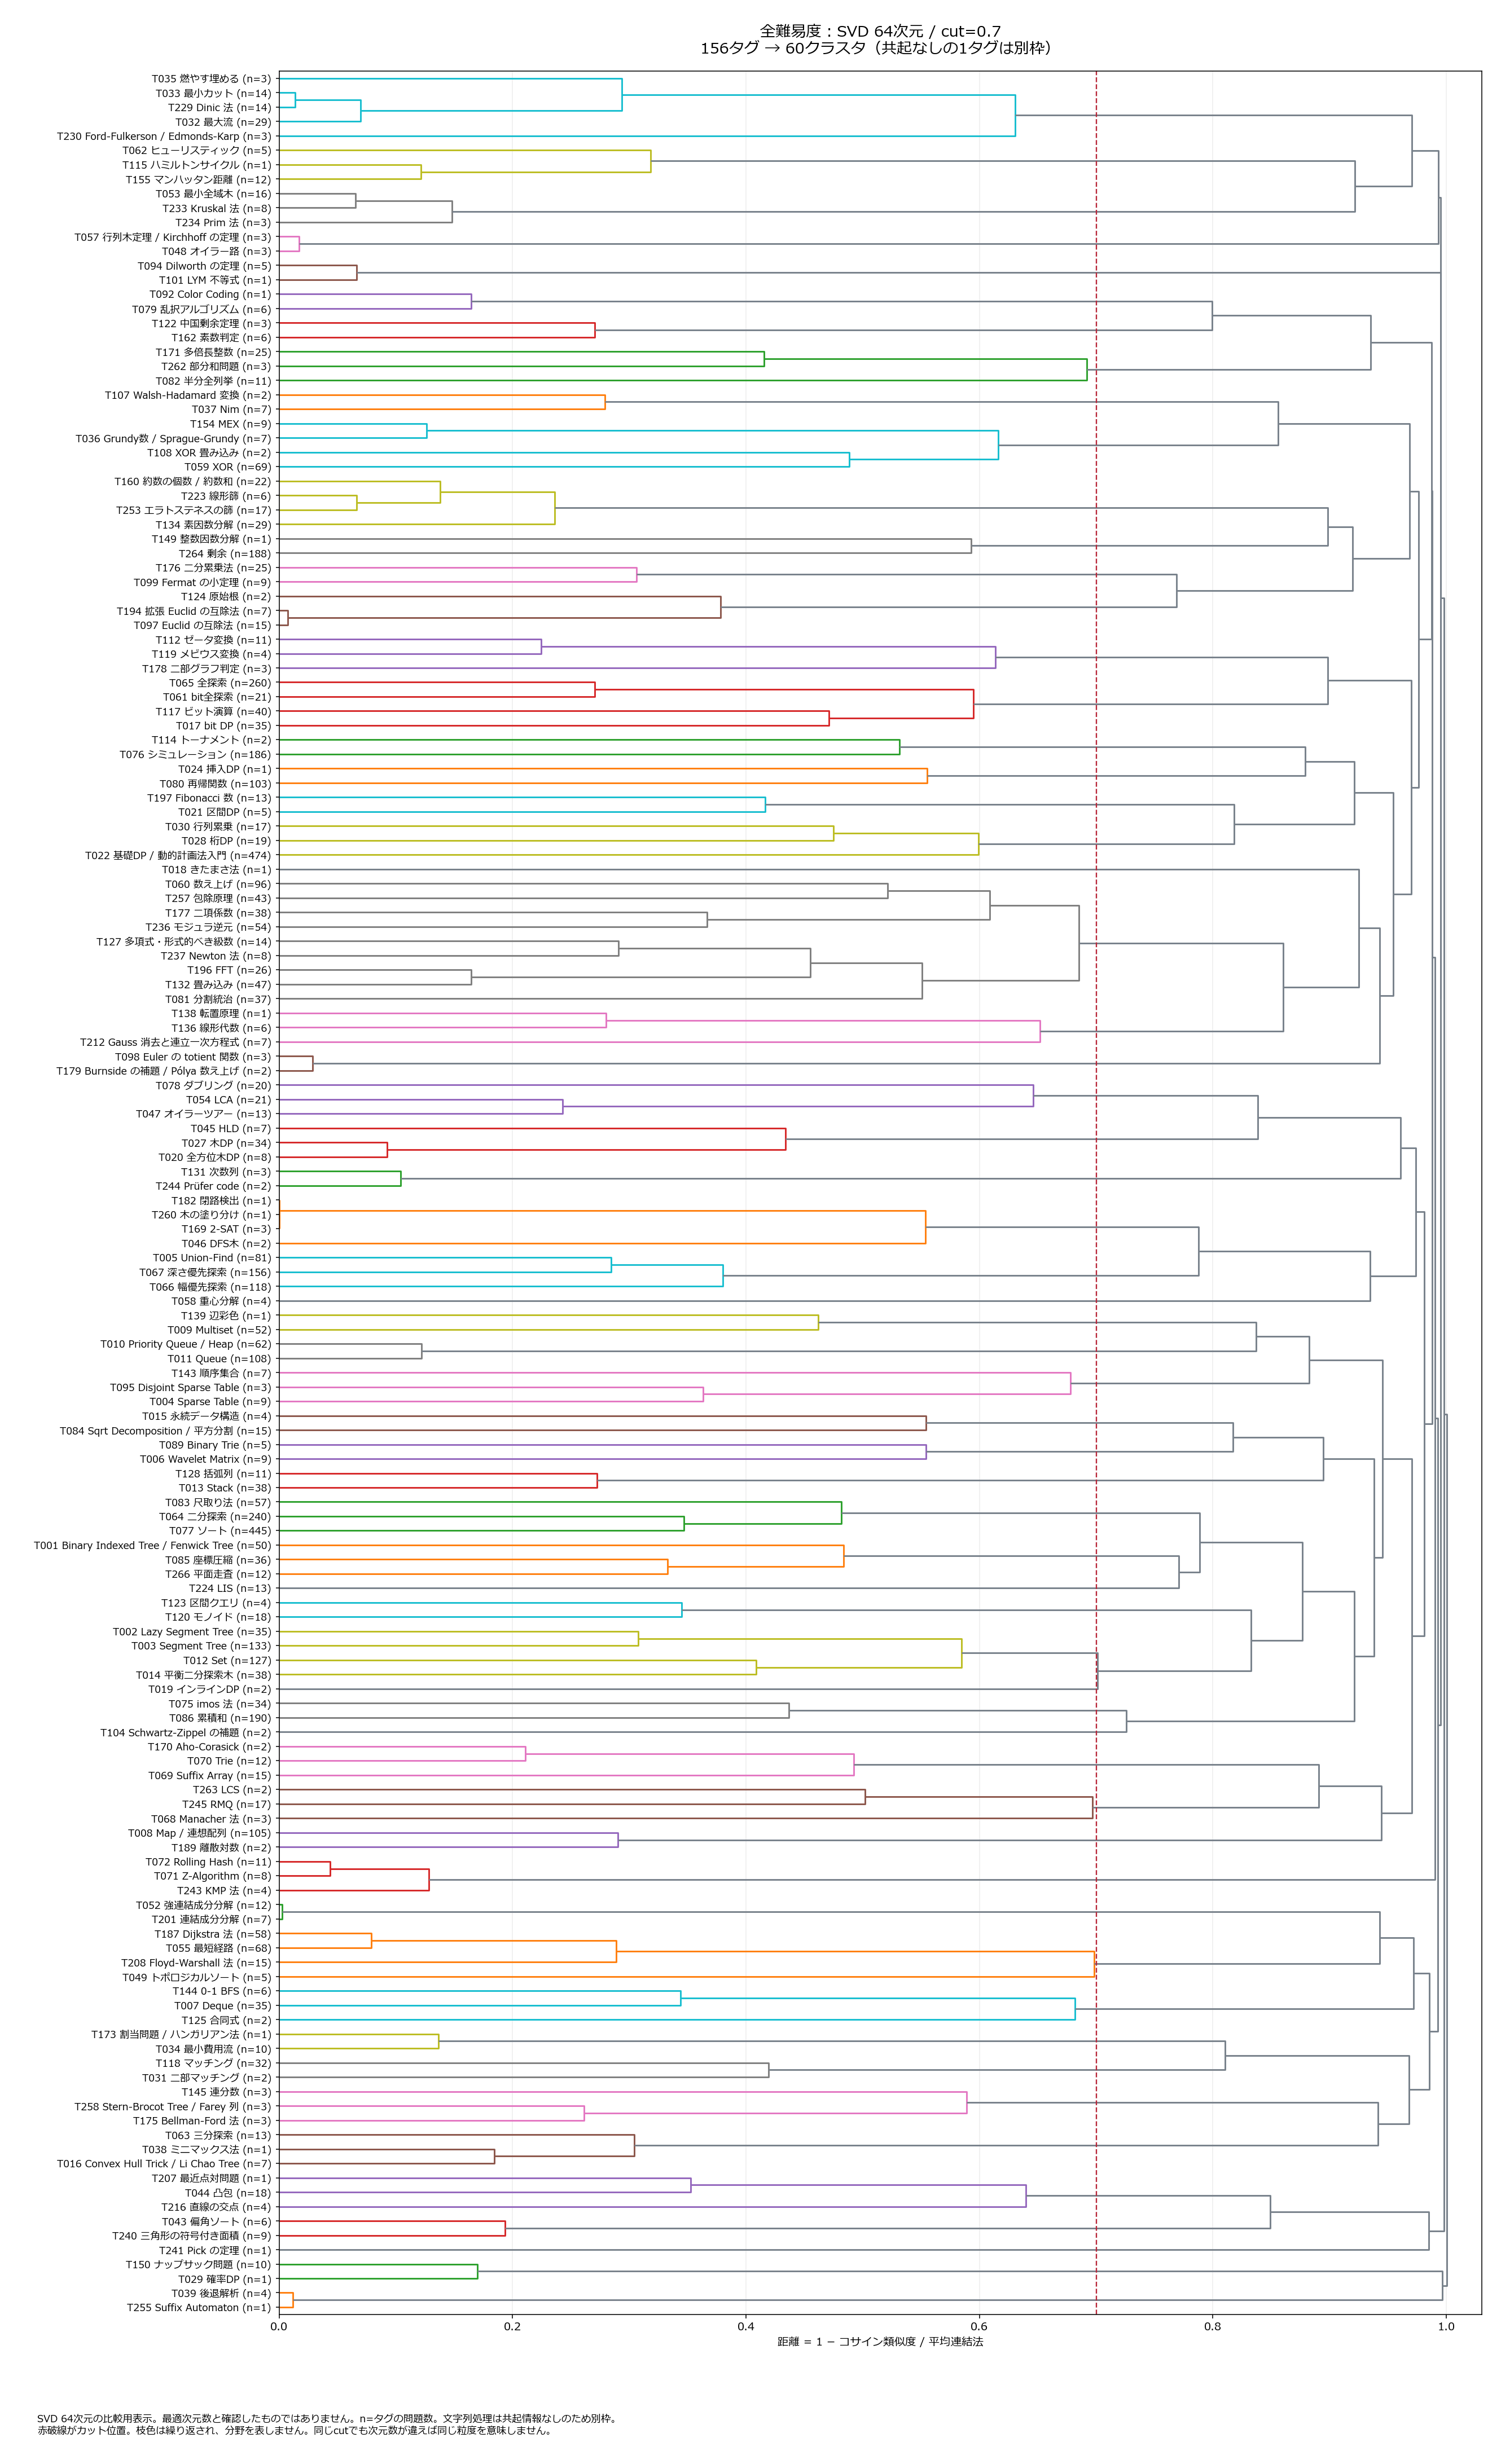 全難易度：SVD 64次元 / cut=0.7
156タグ → 60クラスタ（共起なしの1タグは別枠）
T035 燃やす埋める (n=3)
T033 最小カット (n=14)
T229 Dinic 法 (n=14)
T032 最大流 (n=29)
T230 Ford-Fulkerson / Edmonds-Karp (n=3)
T062 ヒューリスティック (n=5)
T115 ハミルトンサイクル (n=1)
T155 マンハッタン距離 (n=12)
T053 最小全域木 (n=16)
T233 Kruskal 法 (n=8)
T234 Prim 法 (n=3)
T057 行列木定理 / Kirchhoff の定理 (n=3)
T048 オイラー路 (n=3)
T094 Dilworth の定理 (n=5)
T101 LYM 不等式 (n=1)
T092 Color Coding (n=1)
T079 乱択アルゴリズム (n=6)
T122 中国剰余定理 (n=3)
T162 素数判定 (n=6)
T171 多倍長整数 (n=25)
T262 部分和問題 (n=3)
T082 半分全列挙 (n=11)
T107 Walsh-Hadamard 変換 (n=2)
T037 Nim (n=7)
T154 MEX (n=9)
T036 Grundy数 / Sprague-Grundy (n=7)
T108 XOR 畳み込み (n=2)
T059 XOR (n=69)
T160 約数の個数 / 約数和 (n=22)
T223 線形篩 (n=6)
T253 エラトステネスの篩 (n=17)
T134 素因数分解 (n=29)
T149 整数因数分解 (n=1)
T264 剰余 (n=188)
T176 二分累乗法 (n=25)
T099 Fermat の小定理 (n=9)
T124 原始根 (n=2)
T194 拡張 Euclid の互除法 (n=7)
T097 Euclid の互除法 (n=15)
T112 ゼータ変換 (n=11)
T119 メビウス変換 (n=4)
T178 二部グラフ判定 (n=3)
T065 全探索 (n=260)
T061 bit全探索 (n=21)
T117 ビット演算 (n=40)
T017 bit DP (n=35)
T114 トーナメント (n=2)
T076 シミュレーション (n=186)
T024 挿入DP (n=1)
T080 再帰関数 (n=103)
T197 Fibonacci 数 (n=13)
T021 区間DP (n=5)
T030 行列累乗 (n=17)
T028 桁DP (n=19)
T022 基礎DP / 動的計画法入門 (n=474)
T018 きたまさ法 (n=1)
T060 数え上げ (n=96)
T257 包除原理 (n=43)
T177 二項係数 (n=38)
T236 モジュラ逆元 (n=54)
T127 多項式・形式的べき級数 (n=14)
T237 Newton 法 (n=8)
T196 FFT (n=26)
T132 畳み込み (n=47)
T081 分割統治 (n=37)
T138 転置原理 (n=1)
T136 線形代数 (n=6)
T212 Gauss 消去と連立一次方程式 (n=7)
T098 Euler の totient 関数 (n=3)
T179 Burnside の補題 / Pólya 数え上げ (n=2)
T078 ダブリング (n=20)
T054 LCA (n=21)
T047 オイラーツアー (n=13)
T045 HLD (n=7)
T027 木DP (n=34)
T020 全方位木DP (n=8)
T131 次数列 (n=3)
T244 Prüfer code (n=2)
T182 閉路検出 (n=1)
T260 木の塗り分け (n=1)
T169 2-SAT (n=3)
T046 DFS木 (n=2)
T005 Union-Find (n=81)
T067 深さ優先探索 (n=156)
T066 幅優先探索 (n=118)
T058 重心分解 (n=4)
T139 辺彩色 (n=1)
T009 Multiset (n=52)
T010 Priority Queue / Heap (n=62)
T011 Queue (n=108)
T143 順序集合 (n=7)
T095 Disjoint Sparse Table (n=3)
T004 Sparse Table (n=9)
T015 永続データ構造 (n=4)
T084 Sqrt Decomposition / 平方分割 (n=15)
T089 Binary Trie (n=5)
T006 Wavelet Matrix (n=9)
T128 括弧列 (n=11)
T013 Stack (n=38)
T083 尺取り法 (n=57)
T064 二分探索 (n=240)
T077 ソート (n=445)
T001 Binary Indexed Tree / Fenwick Tree (n=50)
T085 座標圧縮 (n=36)
T266 平面走査 (n=12)
T224 LIS (n=13)
T123 区間クエリ (n=4)
T120 モノイド (n=18)
T002 Lazy Segment Tree (n=35)
T003 Segment Tree (n=133)
T012 Set (n=127)
T014 平衡二分探索木 (n=38)
T019 インラインDP (n=2)
T075 imos 法 (n=34)
T086 累積和 (n=190)
T104 Schwartz-Zippel の補題 (n=2)
T170 Aho-Corasick (n=2)
T070 Trie (n=12)
T069 Suffix Array (n=15)
T263 LCS (n=2)
T245 RMQ (n=17)
T068 Manacher 法 (n=3)
T008 Map / 連想配列 (n=105)
T189 離散対数 (n=2)
T072 Rolling Hash (n=11)
T071 Z-Algorithm (n=8)
T243 KMP 法 (n=4)
T052 強連結成分分解 (n=12)
T201 連結成分分解 (n=7)
T187 Dijkstra 法 (n=58)
T055 最短経路 (n=68)
T208 Floyd-Warshall 法 (n=15)
T049 トポロジカルソート (n=5)
T144 0-1 BFS (n=6)
T007 Deque (n=35)
T125 合同式 (n=2)
T173 割当問題 / ハンガリアン法 (n=1)
T034 最小費用流 (n=10)
T118 マッチング (n=32)
T031 二部マッチング (n=2)
T145 連分数 (n=3)
T258 Stern-Brocot Tree / Farey 列 (n=3)
T175 Bellman-Ford 法 (n=3)
T063 三分探索 (n=13)
T038 ミニマックス法 (n=1)
T016 Convex Hull Trick / Li Chao Tree (n=7)
T207 最近点対問題 (n=1)
T044 凸包 (n=18)
T216 直線の交点 (n=4)
T043 偏角ソート (n=6)
T240 三角形の符号付き面積 (n=9)
T241 Pick の定理 (n=1)
T150 ナップサック問題 (n=10)
T029 確率DP (n=1)
T039 後退解析 (n=4)
T255 Suffix Automaton (n=1)
0.0 0.2 0.4 0.6 0.8 1.0
距離 = 1 − コサイン類似度 / 平均連結法
SVD 64次元の比較用表示。最適次元数と確認したものではありません。n=タグの問題数。文字列処理は共起情報なしのため別枠。
赤破線がカット位置。枝色は繰り返され、分野を表しません。同じcutでも次元数が違えば同じ粒度を意味しません。